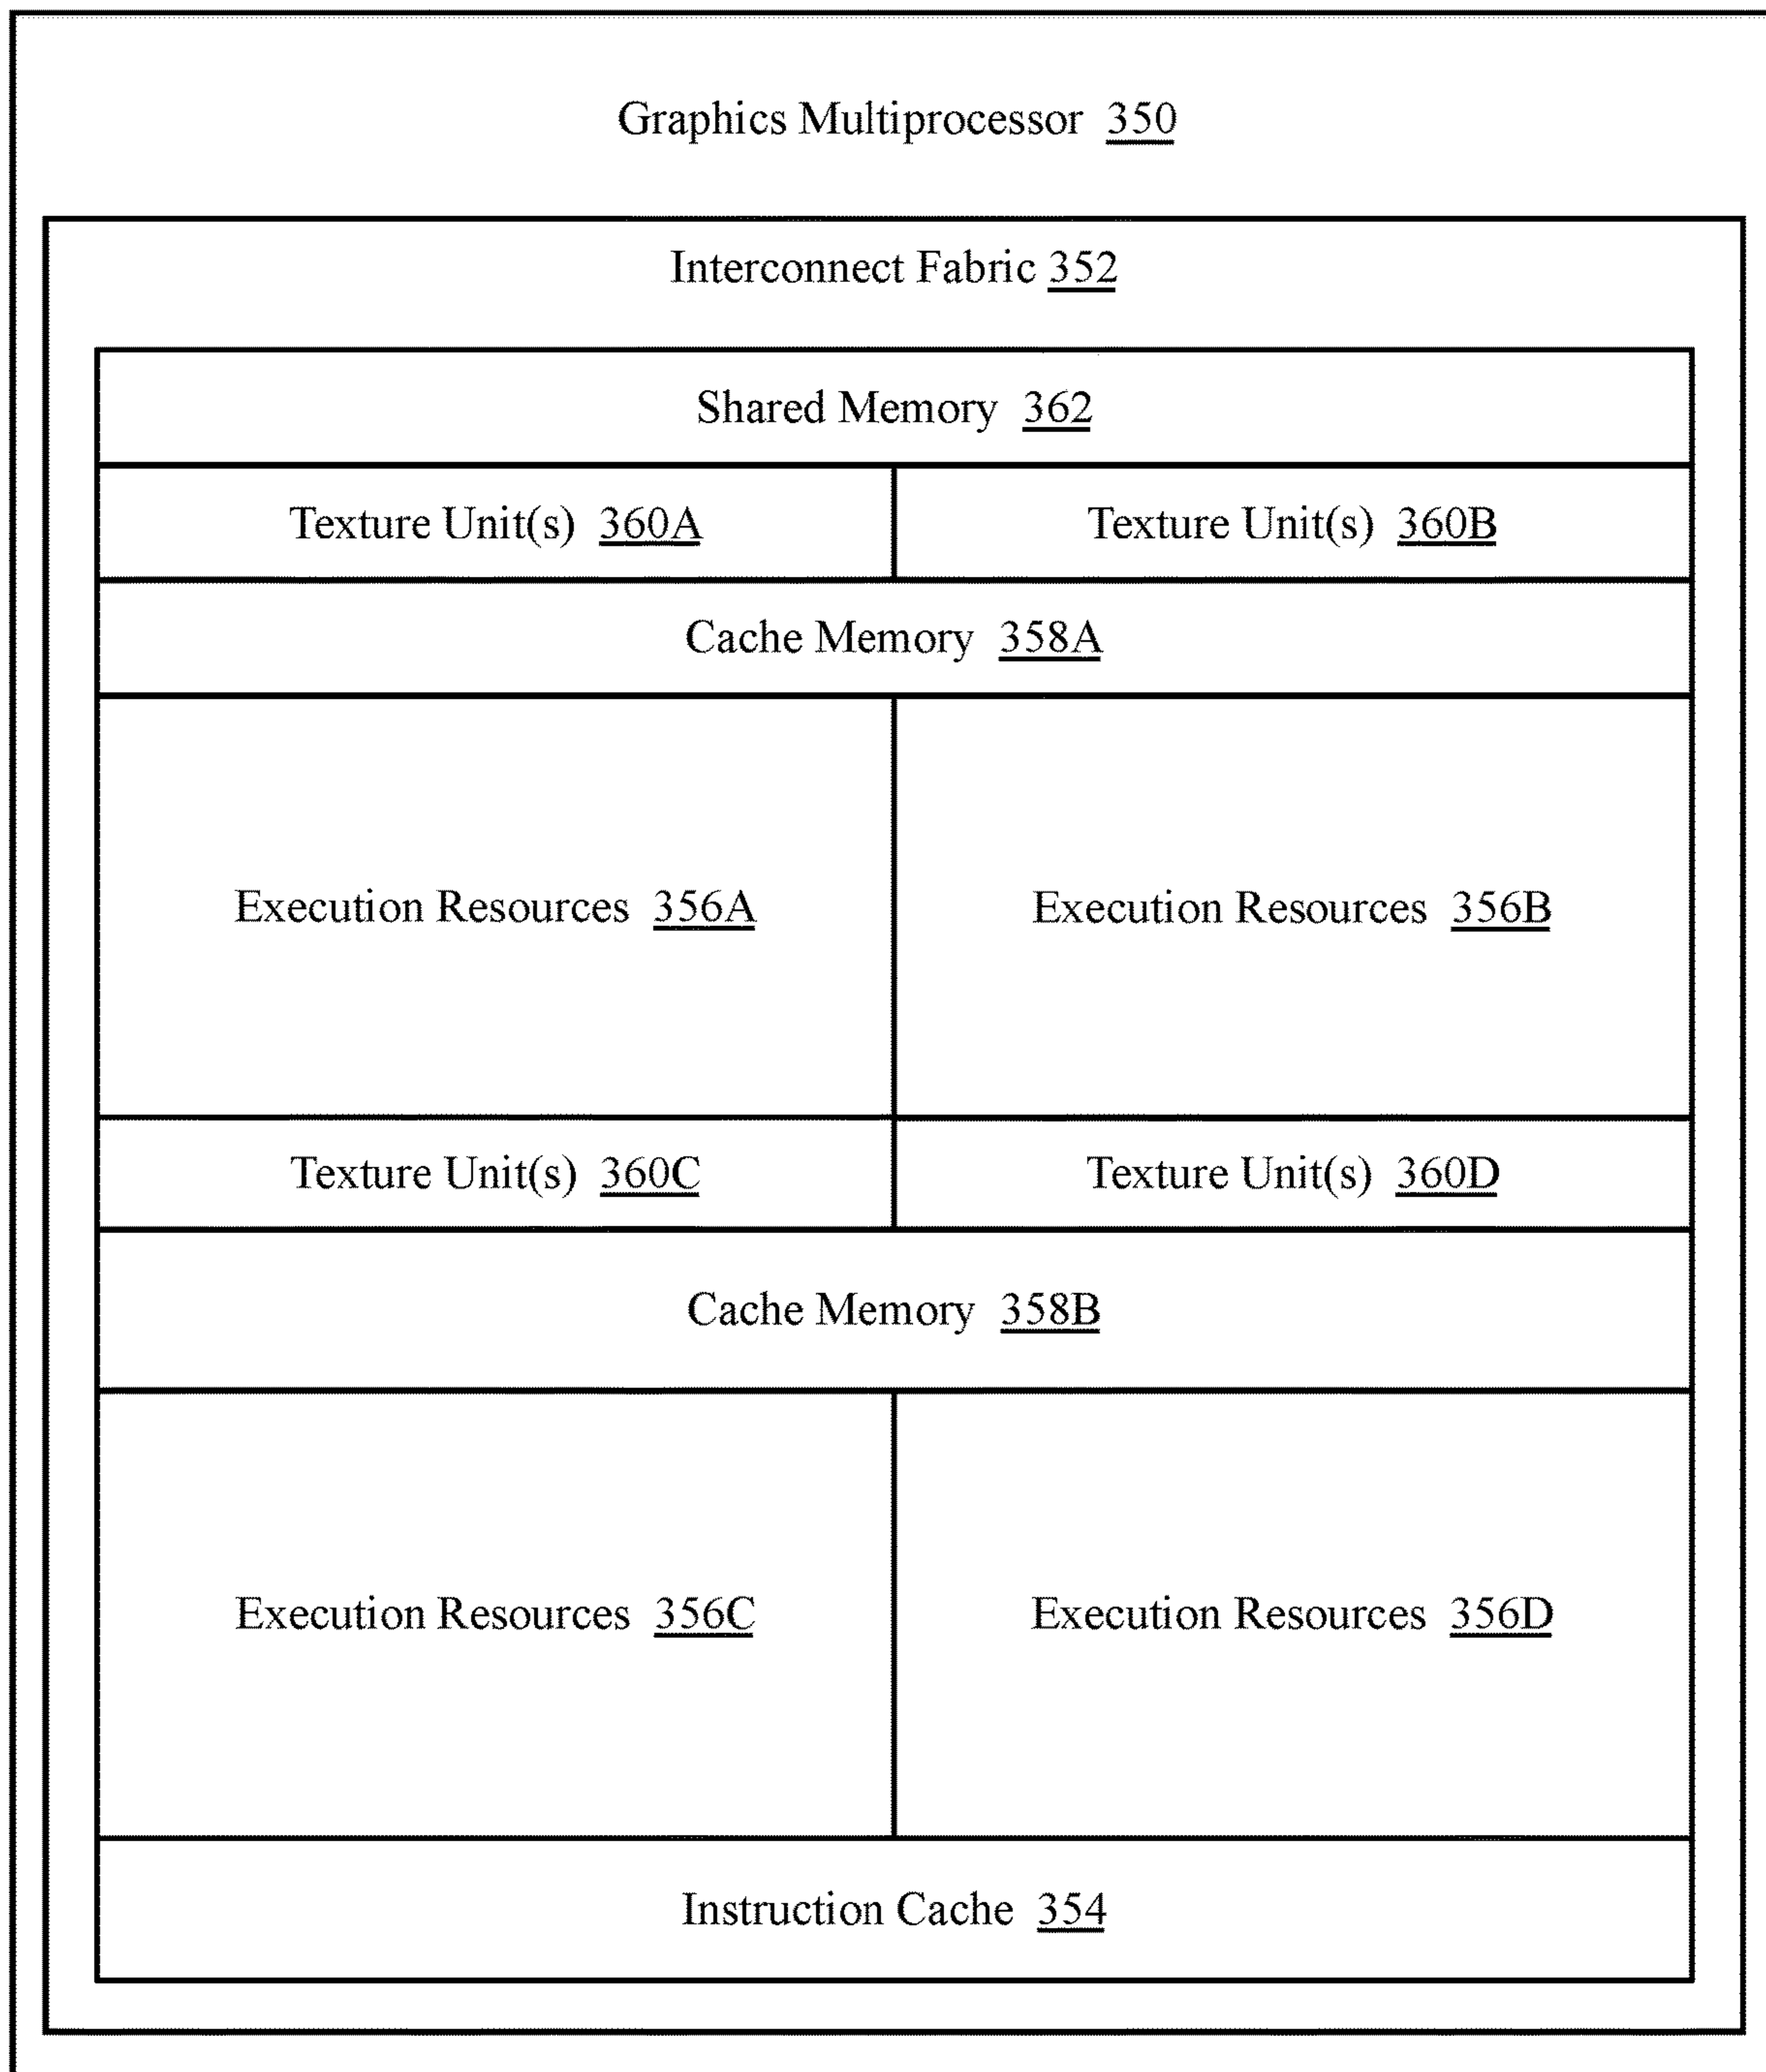 Graphics Multiprocessor 350
Interconnect Fabric 352
Shared Memory 362
Texture Unit(s) 360A
Texture Unit(s) 360B
Cache Memory 358A
Execution Resources 356A
Execution Resources 356B
Texture Unit(s) 360C
Texture Unit(s) 360D
Cache Memory 358B
Execution Resources 356C
Execution Resources 356D
Instruction Cache 354